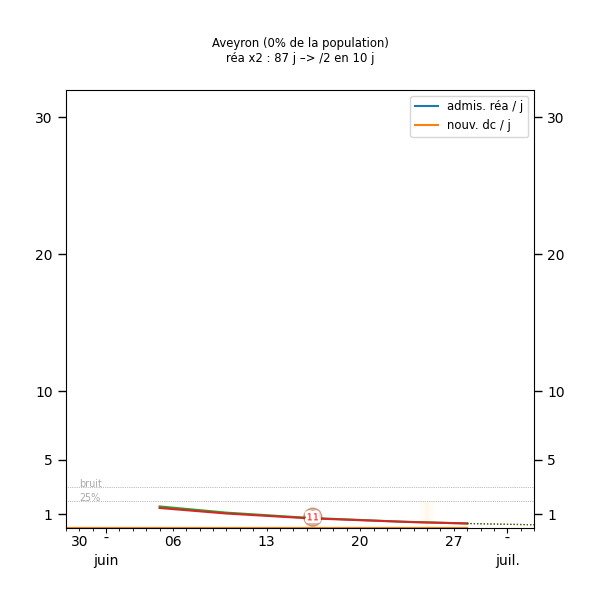 Aveyron (0% de la population)
réa x2 : 87 j –> /2 en 10 j
admis. réa / j
nouv. dc / j
30 30
20 20
10 10
5 5
bruit
25%
1 11 1
30 - 06 13 20 27 -
juin juil.